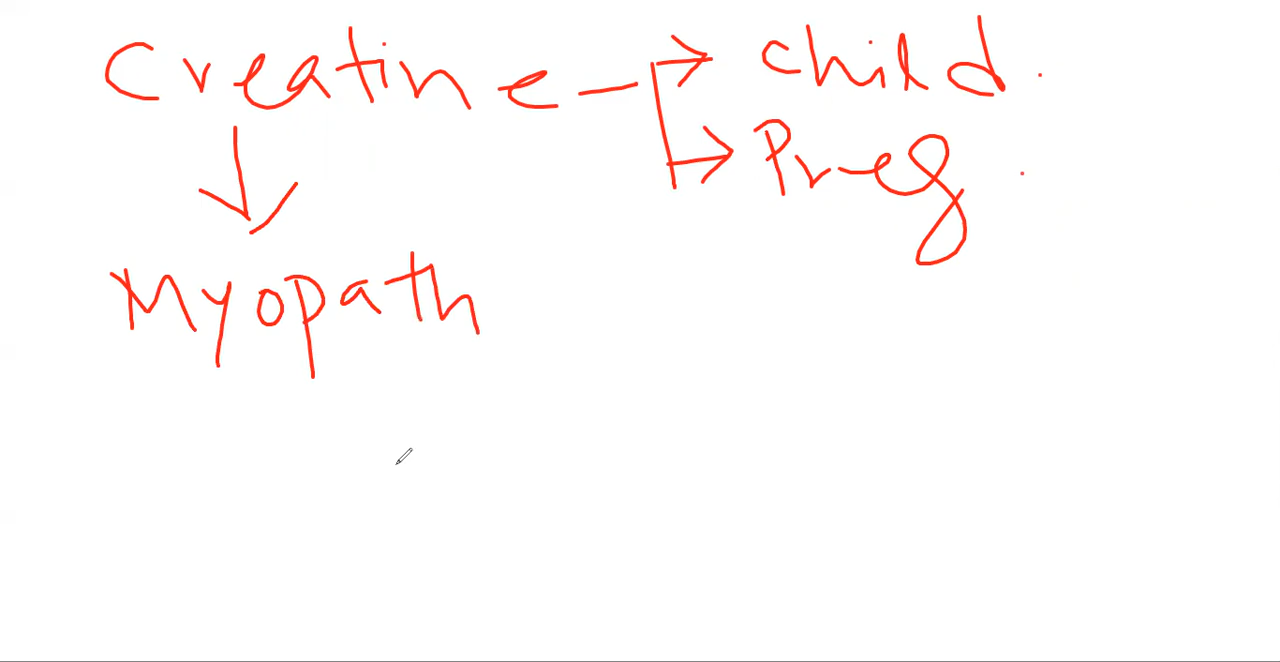 Creatine → Child.
→ Preg.
Myopath